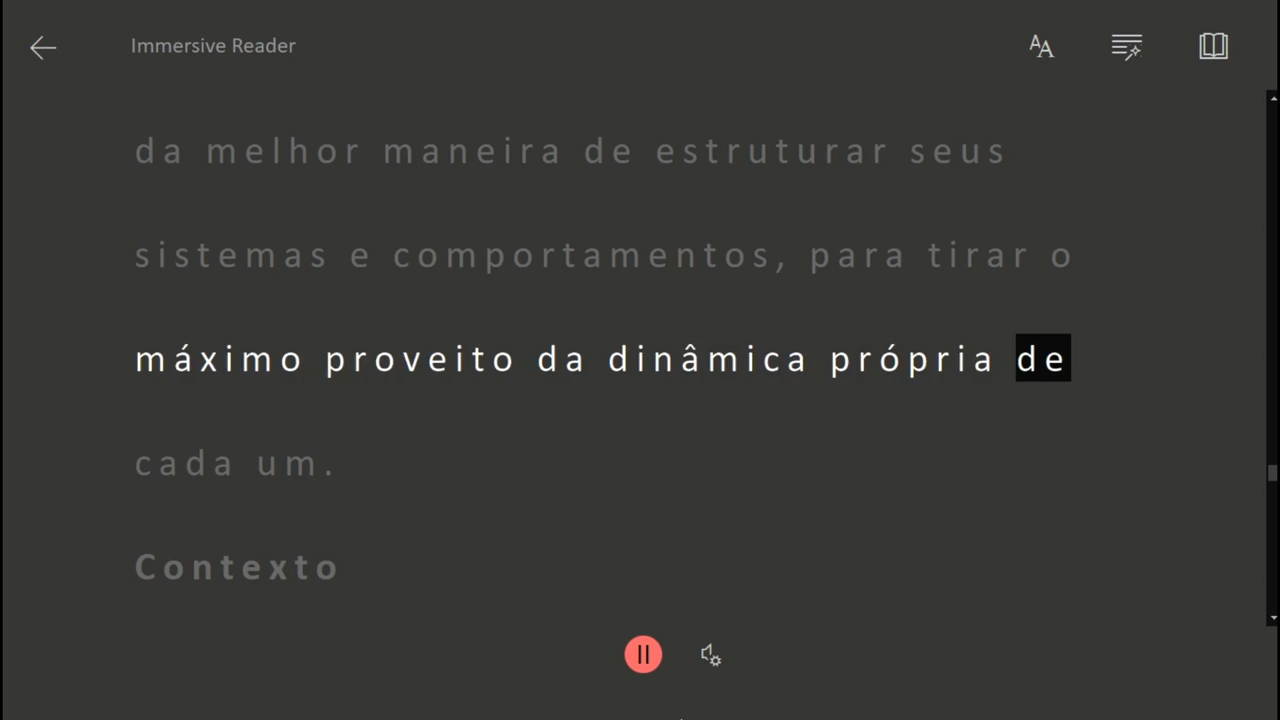 Immersive Reader
da melhor maneira de estruturar seus
sistemas e comportamentos, para tirar o
máximo proveito da dinâmica própria de
cada um.
Contexto